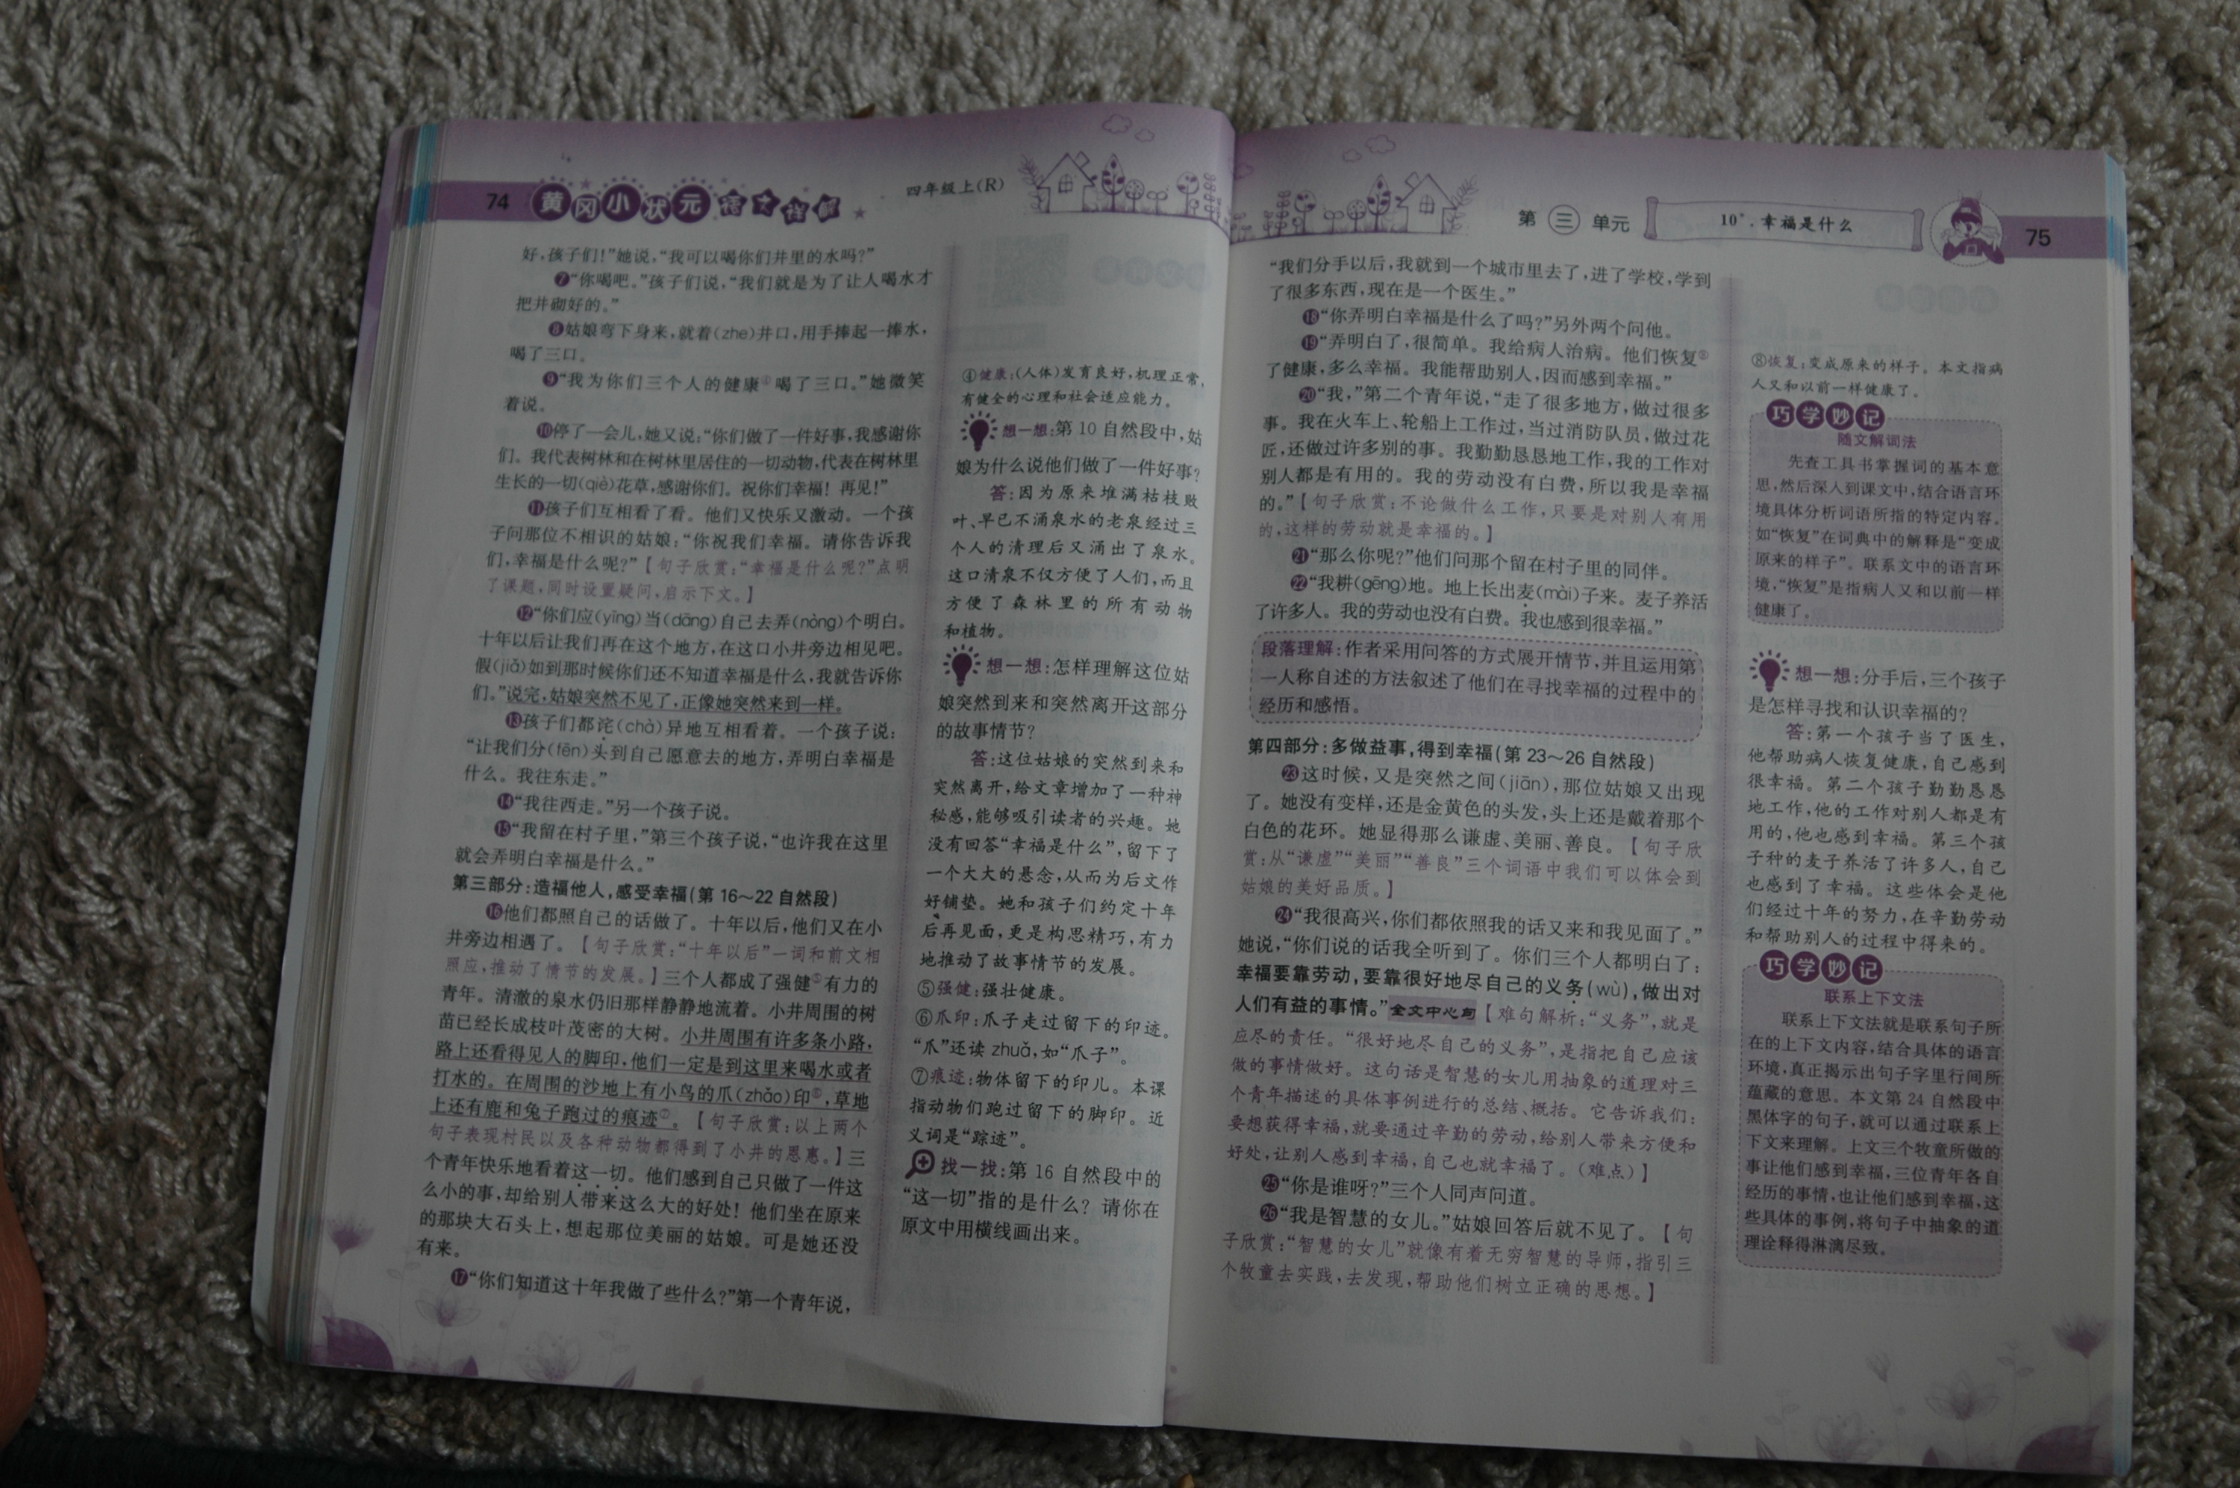 74 黄冈小次元 四年级上(R)
好,孩子们!”她说,“我可以喝你们井里的水吗?”
❼“你喝吧。”孩子们说,“我们就是为了让人喝水才
把井砌好的。”
❽姑娘弯下身来,就着(zhe)井口,用手捧起一捧水,
喝了三口。
❾“我为你们三个人的健康④喝了三口。”她微笑
着说。
❿停了一会儿,她又说:“你们做了一件好事,我感谢你
们。我代表树林和在树林里居住的一切动物,代表在树林里
生长的一切(qiè)花草,感谢你们。祝你们幸福！再见!”
⓫孩子们互相看了看。他们又快乐又激动。一个孩
子问那位不相识的姑娘:“你祝我们幸福。请你告诉我
们,幸福是什么呢?”【句子欣赏:“幸福是什么呢?”点明
了课题,同时设置疑问,启示下文。】
⓬“你们应(yīng)当(dāng)自己去弄(nòng)个明白。
十年以后让我们再在这个地方,在这口小井旁边相见吧。
假(jiǎ)如到那时候你们还不知道幸福是什么,我就告诉你
们。”说完,姑娘突然不见了,正像她突然来到一样。
⓭孩子们都诧(chà)异地互相看着。一个孩子说:
“让我们分(fēn)头到自己愿意去的地方,弄明白幸福是
什么。我往东走。”
⓮“我往西走。”另一个孩子说。
⓯“我留在村子里,”第三个孩子说,“也许我在这里
就会弄明白幸福是什么。”
第三部分:造福他人,感受幸福(第16～22自然段)
⓰他们都照自己的话做了。十年以后,他们又在小
井旁边相遇了。【句子欣赏:“十年以后”一词和前文相
照应,推动了情节的发展。】三个人都成了强健⑤有力的
青年。清澈的泉水仍旧那样静静地流着。小井周围的树
苗已经长成枝叶茂密的大树。小井周围有许多条小路,
路上还看得见人的脚印,他们一定是到这里来喝水或者
打水的。在周围的沙地上有小鸟的爪(zhǎo)印⑥,草地
上还有鹿和兔子跑过的痕迹⑦。【句子欣赏:以上两个
句子表现村民以及各种动物都得到了小井的恩惠。】三
个青年快乐地看着这一切。他们感到自己只做了一件这
么小的事,却给别人带来这么大的好处！他们坐在原来
的那块大石头上,想起那位美丽的姑娘。可是她还没
有来。
⓱“你们知道这十年我做了些什么?”第一个青年说,
④健康:(人体)发育良好,机理正常,
有健全的心理和社会适应能力。
想一想:第10自然段中,姑
娘为什么说他们做了一件好事?
答:因为原来堆满枯枝败
叶、早已不涌泉水的老泉经过三
个人的清理后又涌出了泉水。
这口清泉不仅方便了人们,而且
方便了森林里的所有动物
和植物。
想一想:怎样理解这位姑
娘突然到来和突然离开这部分
的故事情节?
答:这位姑娘的突然到来和
突然离开,给文章增加了一种神
秘感,能够吸引读者的兴趣。她
没有回答“幸福是什么”,留下了
一个大大的悬念,从而为后文作
好铺垫。她和孩子们约定十年
后再见面,更是构思精巧,有力
地推动了故事情节的发展。
⑤强健:强壮健康。
⑥爪印:爪子走过留下的印迹。
“爪”还读zhuǎ,如“爪子”。
⑦痕迹:物体留下的印儿。本课
指动物们跑过留下的脚印。近
义词是“踪迹”。
找一找:第16自然段中的
“这一切”指的是什么？请你在
原文中用横线画出来。
第三单元 10*.幸福是什么 75
“我们分手以后,我就到一个城市里去了,进了学校,学到
了很多东西,现在是一个医生。”
⓲“你弄明白幸福是什么了吗?”另外两个问他。
⓳“弄明白了,很简单。我给病人治病。他们恢复⑧
了健康,多么幸福。我能帮助别人,因而感到幸福。”
⓴“我,”第二个青年说,“走了很多地方,做过很多
事。我在火车上、轮船上工作过,当过消防队员,做过花
匠,还做过许多别的事。我勤勤恳恳地工作,我的工作对
别人都是有用的。我的劳动没有白费,所以我是幸福
的。”【句子欣赏:不论做什么工作,只要是对别人有用
的,这样的劳动就是幸福的。】
㉑“那么你呢?”他们问那个留在村子里的同伴。
㉒“我耕(gēng)地。地上长出麦(mài)子来。麦子养活
了许多人。我的劳动也没有白费。我也感到很幸福。”
段落理解:作者采用问答的方式展开情节,并且运用第
一人称自述的方法叙述了他们在寻找幸福的过程中的
经历和感悟。
第四部分:多做益事,得到幸福(第23～26自然段)
㉓这时候,又是突然之间(jiān),那位姑娘又出现
了。她没有变样,还是金黄色的头发,头上还是戴着那个
白色的花环。她显得那么谦虚、美丽、善良。【句子欣
赏:从“谦虚”“美丽”“善良”三个词语中我们可以体会到
姑娘的美好品质。】
㉔“我很高兴,你们都依照我的话又来和我见面了。”
她说,“你们说的话我全听到了。你们三个人都明白了:
幸福要靠劳动,要靠很好地尽自己的义务(wù),做出对
人们有益的事情。”全文中心句【难句解析:“义务”,就是
应尽的责任。“很好地尽自己的义务”,是指把自己应该
做的事情做好。这句话是智慧的女儿用抽象的道理对三
个青年描述的具体事例进行的总结、概括。它告诉我们:
要想获得幸福,就要通过辛勤的劳动,给别人带来方便和
好处,让别人感到幸福,自己也就幸福了。(难点)】
㉕“你是谁呀?”三个人同声问道。
㉖“我是智慧的女儿。”姑娘回答后就不见了。【句
子欣赏:“智慧的女儿”就像有着无穷智慧的导师,指引三
个牧童去实践,去发现,帮助他们树立正确的思想。】
⑧恢复:变成原来的样子。本文指病
人又和以前一样健康了。
巧学妙记
随文解词法
先查工具书掌握词的基本意
思,然后深入到课文中,结合语言环
境具体分析词语所指的特定内容。
如“恢复”在词典中的解释是“变成
原来的样子”。联系文中的语言环
境,“恢复”是指病人又和以前一样
健康了。
想一想:分手后,三个孩子
是怎样寻找和认识幸福的?
答:第一个孩子当了医生,
他帮助病人恢复健康,自己感到
很幸福。第二个孩子勤勤恳恳
地工作,他的工作对别人都是有
用的,他也感到幸福。第三个孩
子种的麦子养活了许多人,自己
也感到了幸福。这些体会是他
们经过十年的努力,在辛勤劳动
和帮助别人的过程中得来的。
巧学妙记
联系上下文法
联系上下文法就是联系句子所
在的上下文内容,结合具体的语言
环境,真正揭示出句子字里行间所
蕴藏的意思。本文第24自然段中
黑体字的句子,就可以通过联系上
下文来理解。上文三个牧童所做的
事让他们感到幸福,三位青年各自
经历的事情,也让他们感到幸福,这
些具体的事例,将句子中抽象的道
理诠释得淋漓尽致。